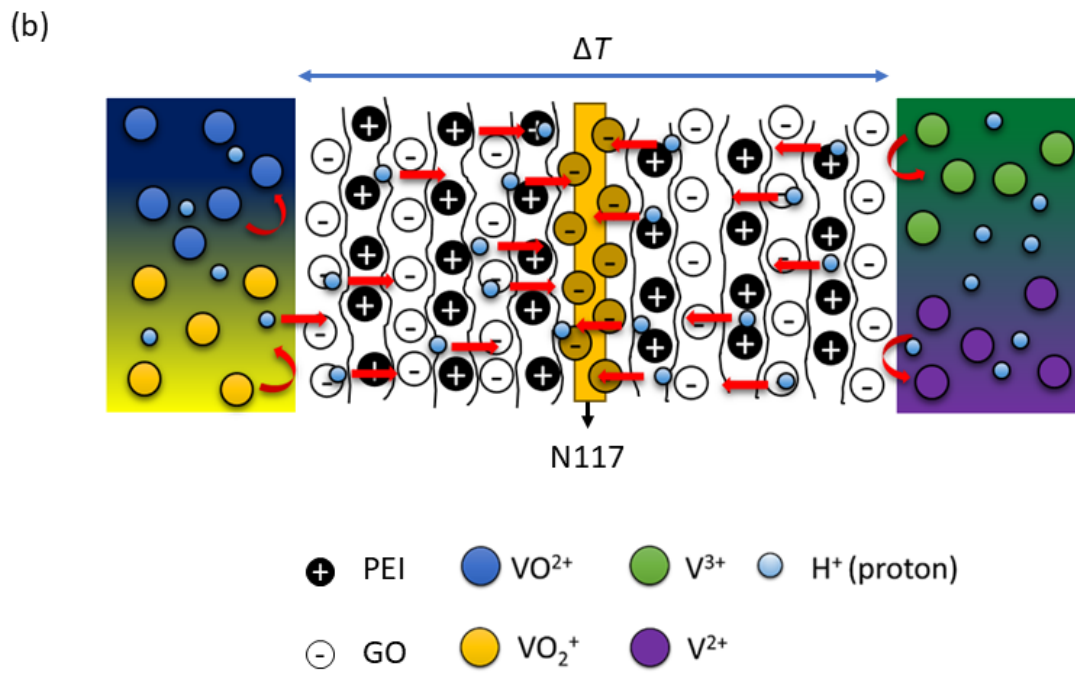 (b)
ΔT
N117
PEI VO²⁺ V³⁺ H⁺ (proton)
GO VO₂⁺ V²⁺